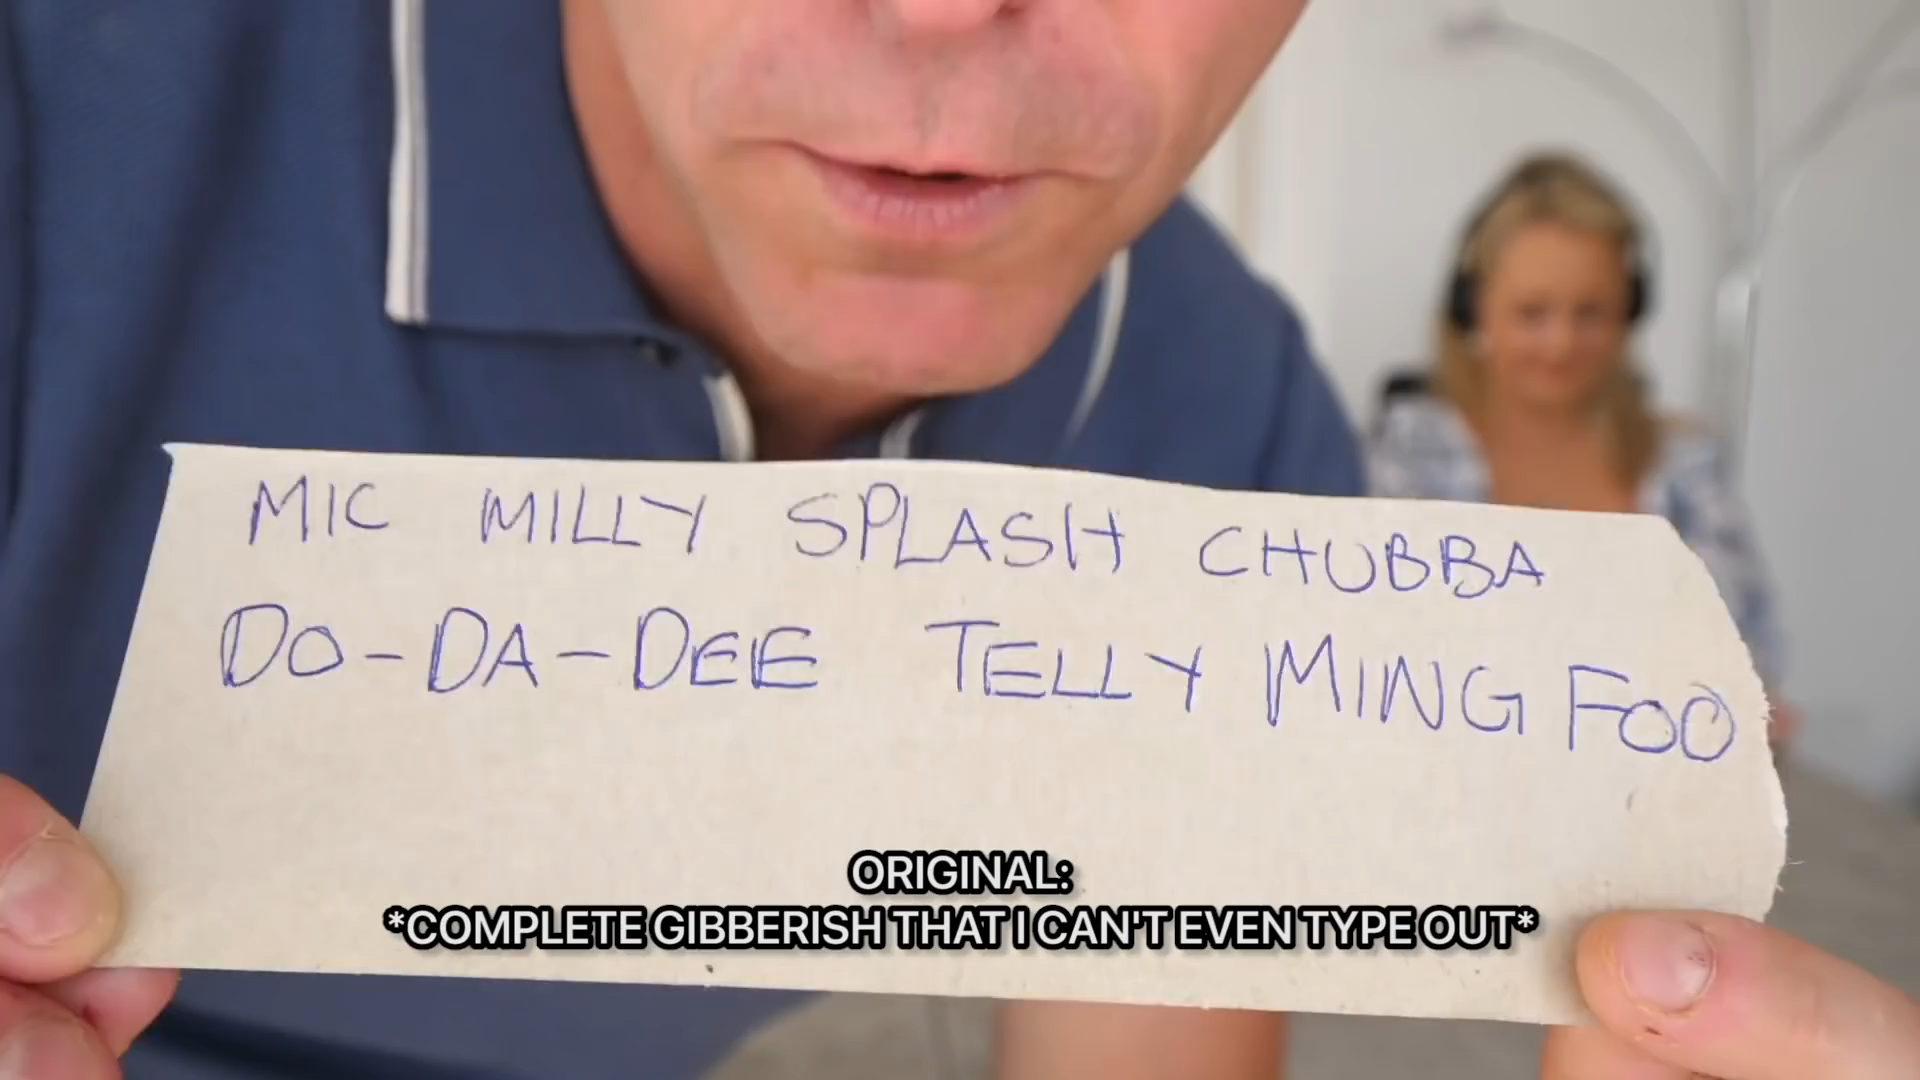 MIC MILLY SPLASH CHUBBA
DO-DA-DEE TELLY MING FOO
ORIGINAL:
*COMPLETE GIBBERISH THAT I CAN'T EVEN TYPE OUT*